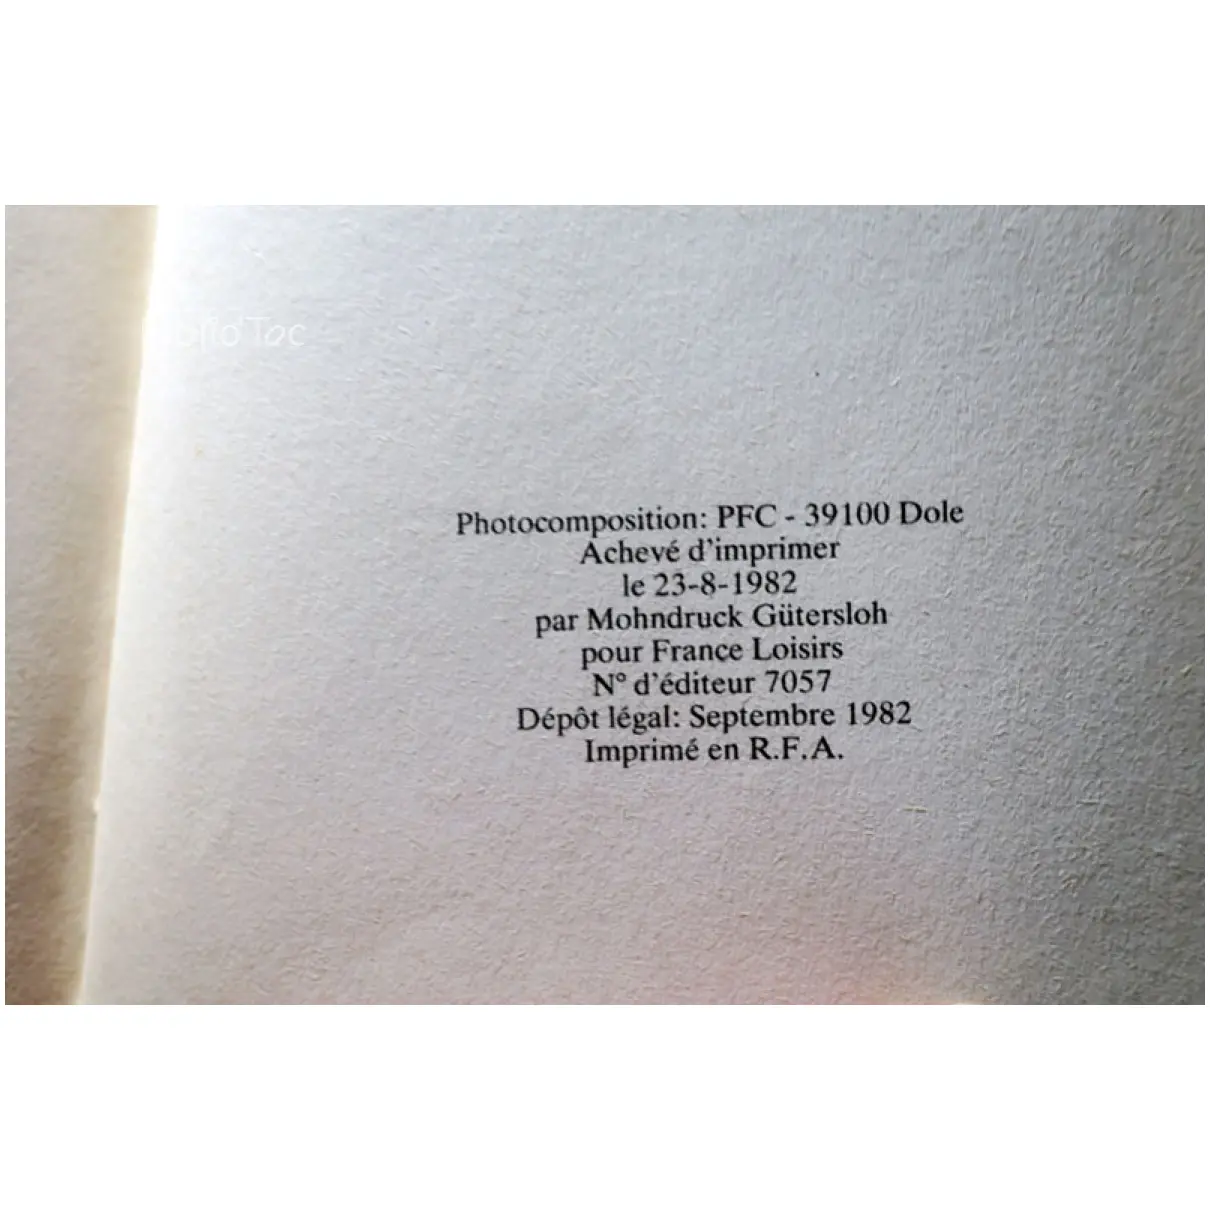 Photocomposition: PFC - 39100 Dole
Achevé d'imprimer
le 23-8-1982
par Mohndruck Gütersloh
pour France Loisirs
N° d'éditeur 7057
Dépôt légal: Septembre 1982
Imprimé en R.F.A.